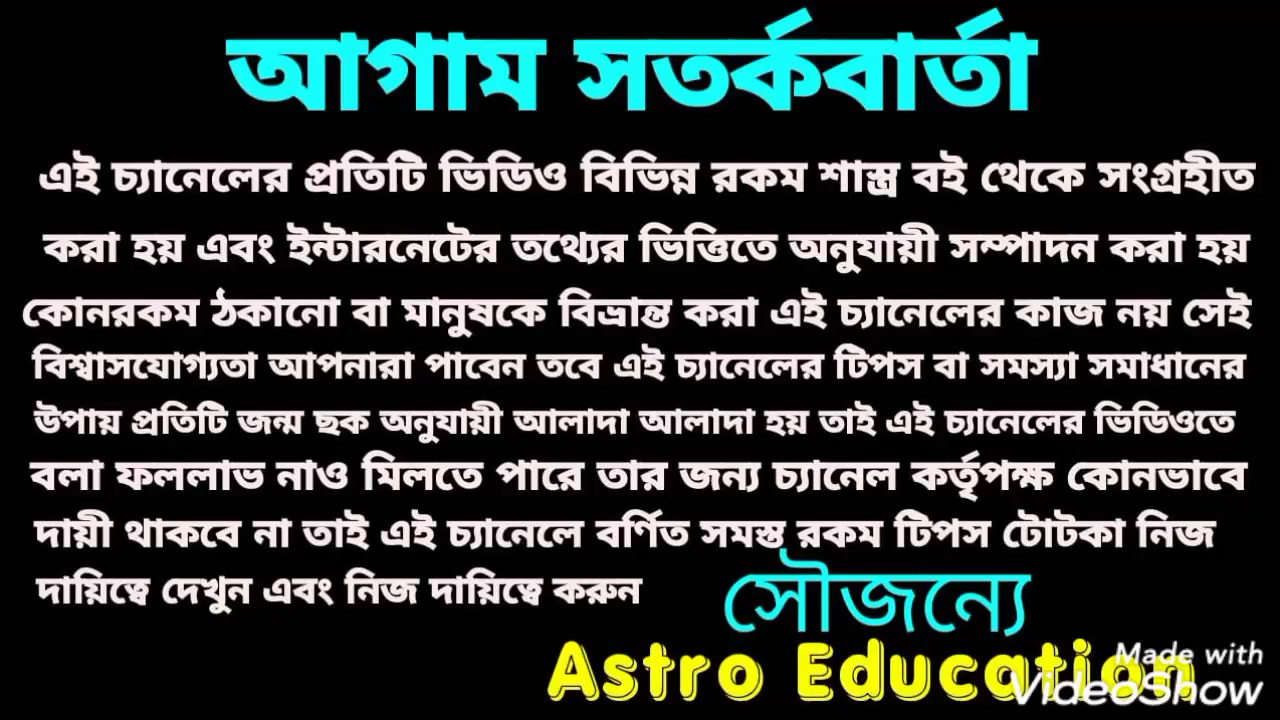 আগাম সতর্কবার্তা
এই চ্যানেলের প্রতিটি ভিডিও বিভিন্ন রকম শাস্ত্র বই থেকে সংগ্রহীত
করা হয় এবং ইন্টারনেটের তথ্যের ভিত্তিতে অনুযায়ী সম্পাদন করা হয়
কোনরকম ঠকানো বা মানুষকে বিভ্রান্ত করা এই চ্যানেলের কাজ নয় সেই
বিশ্বাসযোগ্যতা আপনারা পাবেন তবে এই চ্যানেলের টিপস বা সমস্যা সমাধানের
উপায় প্রতিটি জন্ম ছক অনুযায়ী আলাদা আলাদা হয় তাই এই চ্যানেলের ভিডিওতে
বলা ফললাভ নাও মিলতে পারে তার জন্য চ্যানেল কর্তৃপক্ষ কোনভাবে
দায়ী থাকবে না তাই এই চ্যানেলে বর্ণিত সমস্ত রকম টিপস টোটকা নিজ
দায়িত্বে দেখুন এবং নিজ দায়িত্বে করুন
সৌজন্যে
Astro Education
Made with
VideoShow